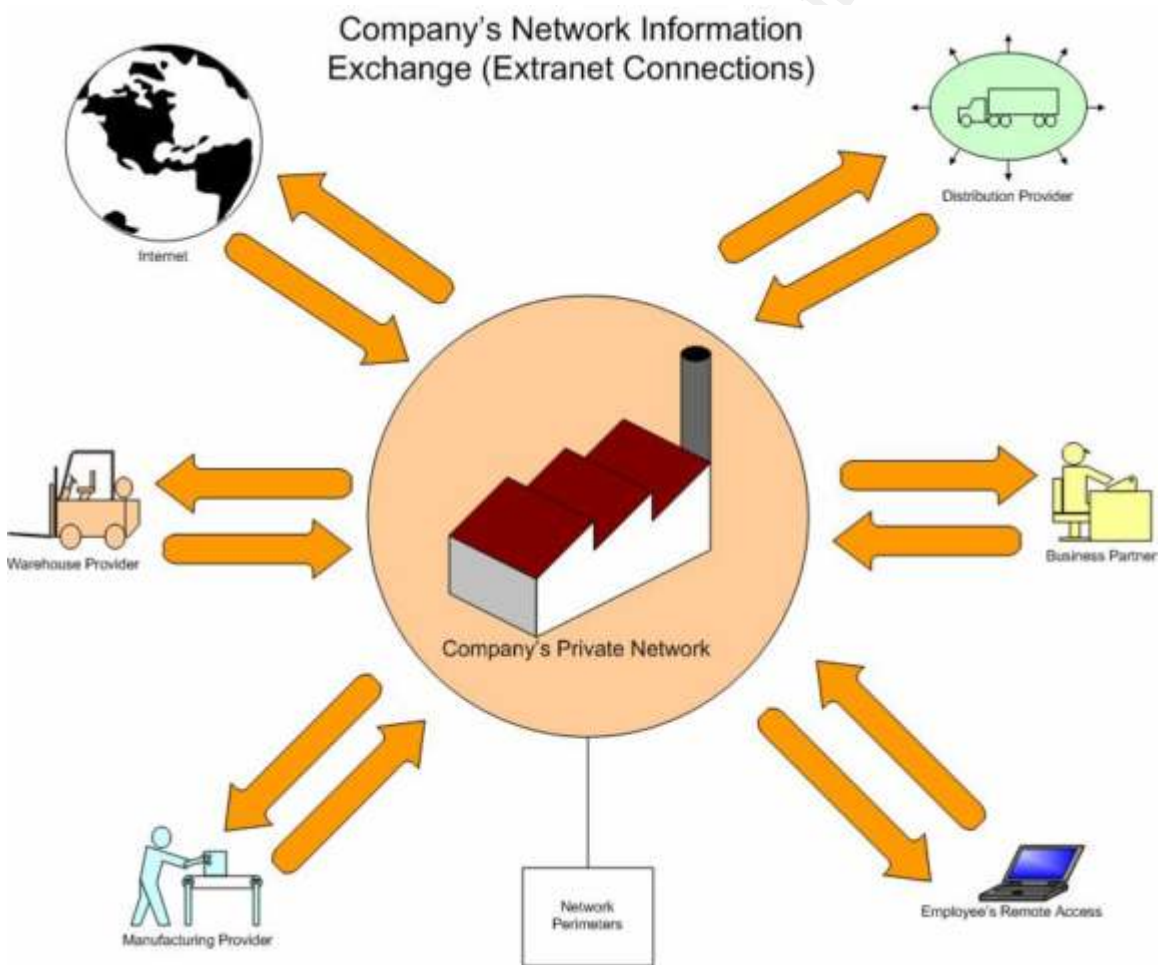 Company's Network Information
Exchange (Extranet Connections)
Internet
Distribution Provider
Warehouse Provider
Business Partner
Company's Private Network
Manufacturing Provider
Network
Perimeters
Employee's Remote Access